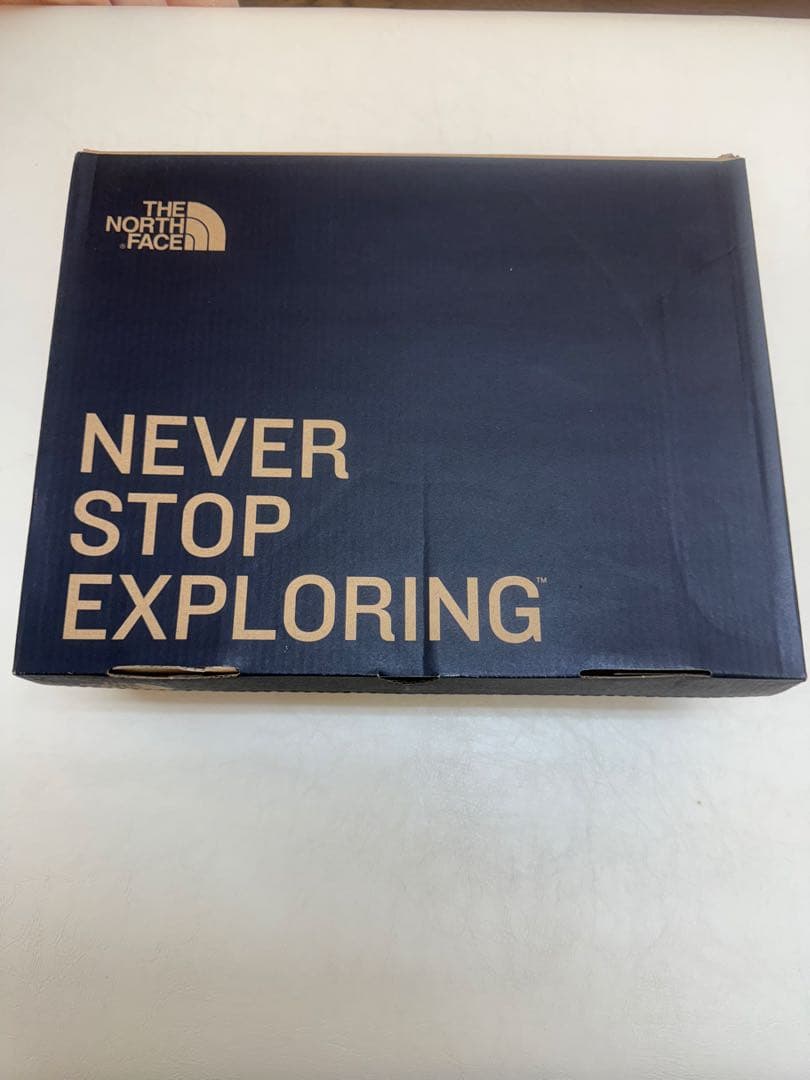 THE
NORTH
FACE®
NEVER
STOP
EXPLORING™